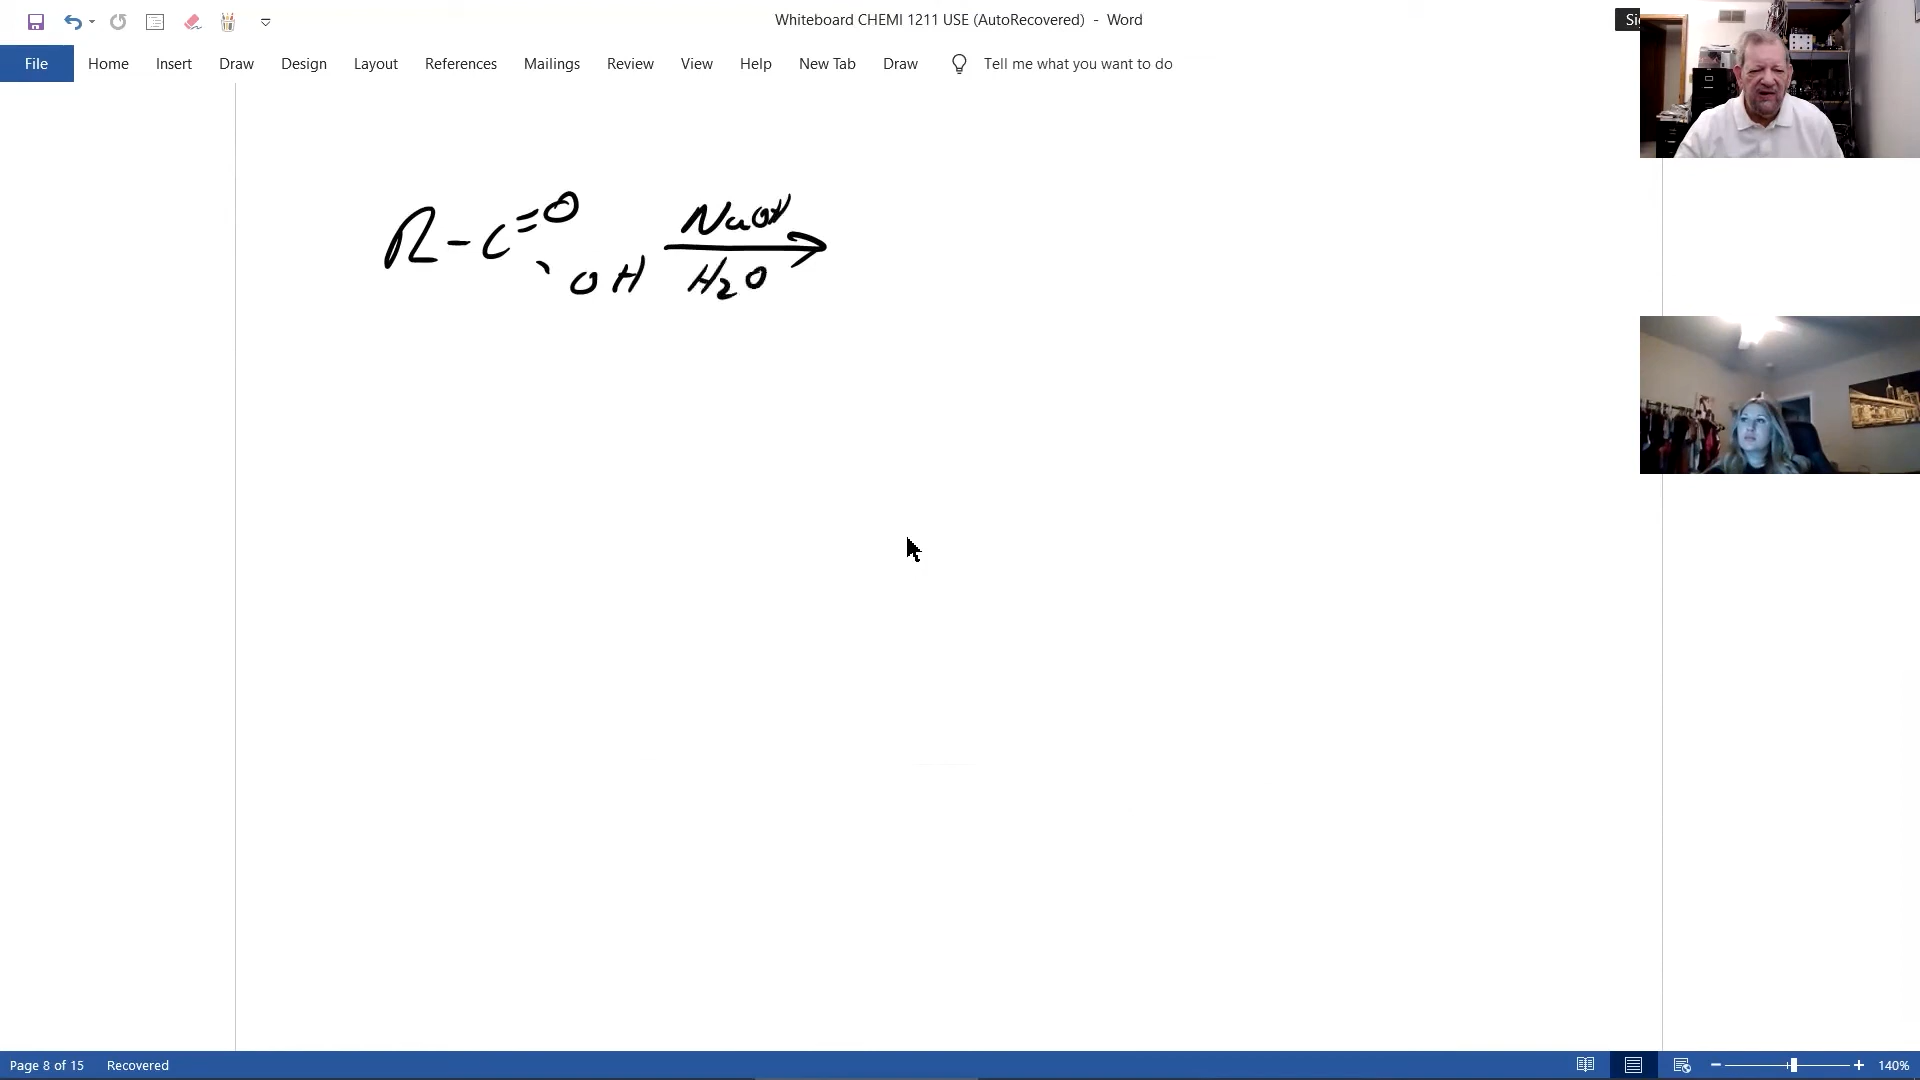 Whiteboard CHEMI 1211 USE (AutoRecovered) - Word
File Home Insert Draw Design Layout References Mailings Review View Help New Tab Draw Tell me what you want to do
R-C=O
OH
NaOH
H2O
Page 8 of 15 Recovered
140%